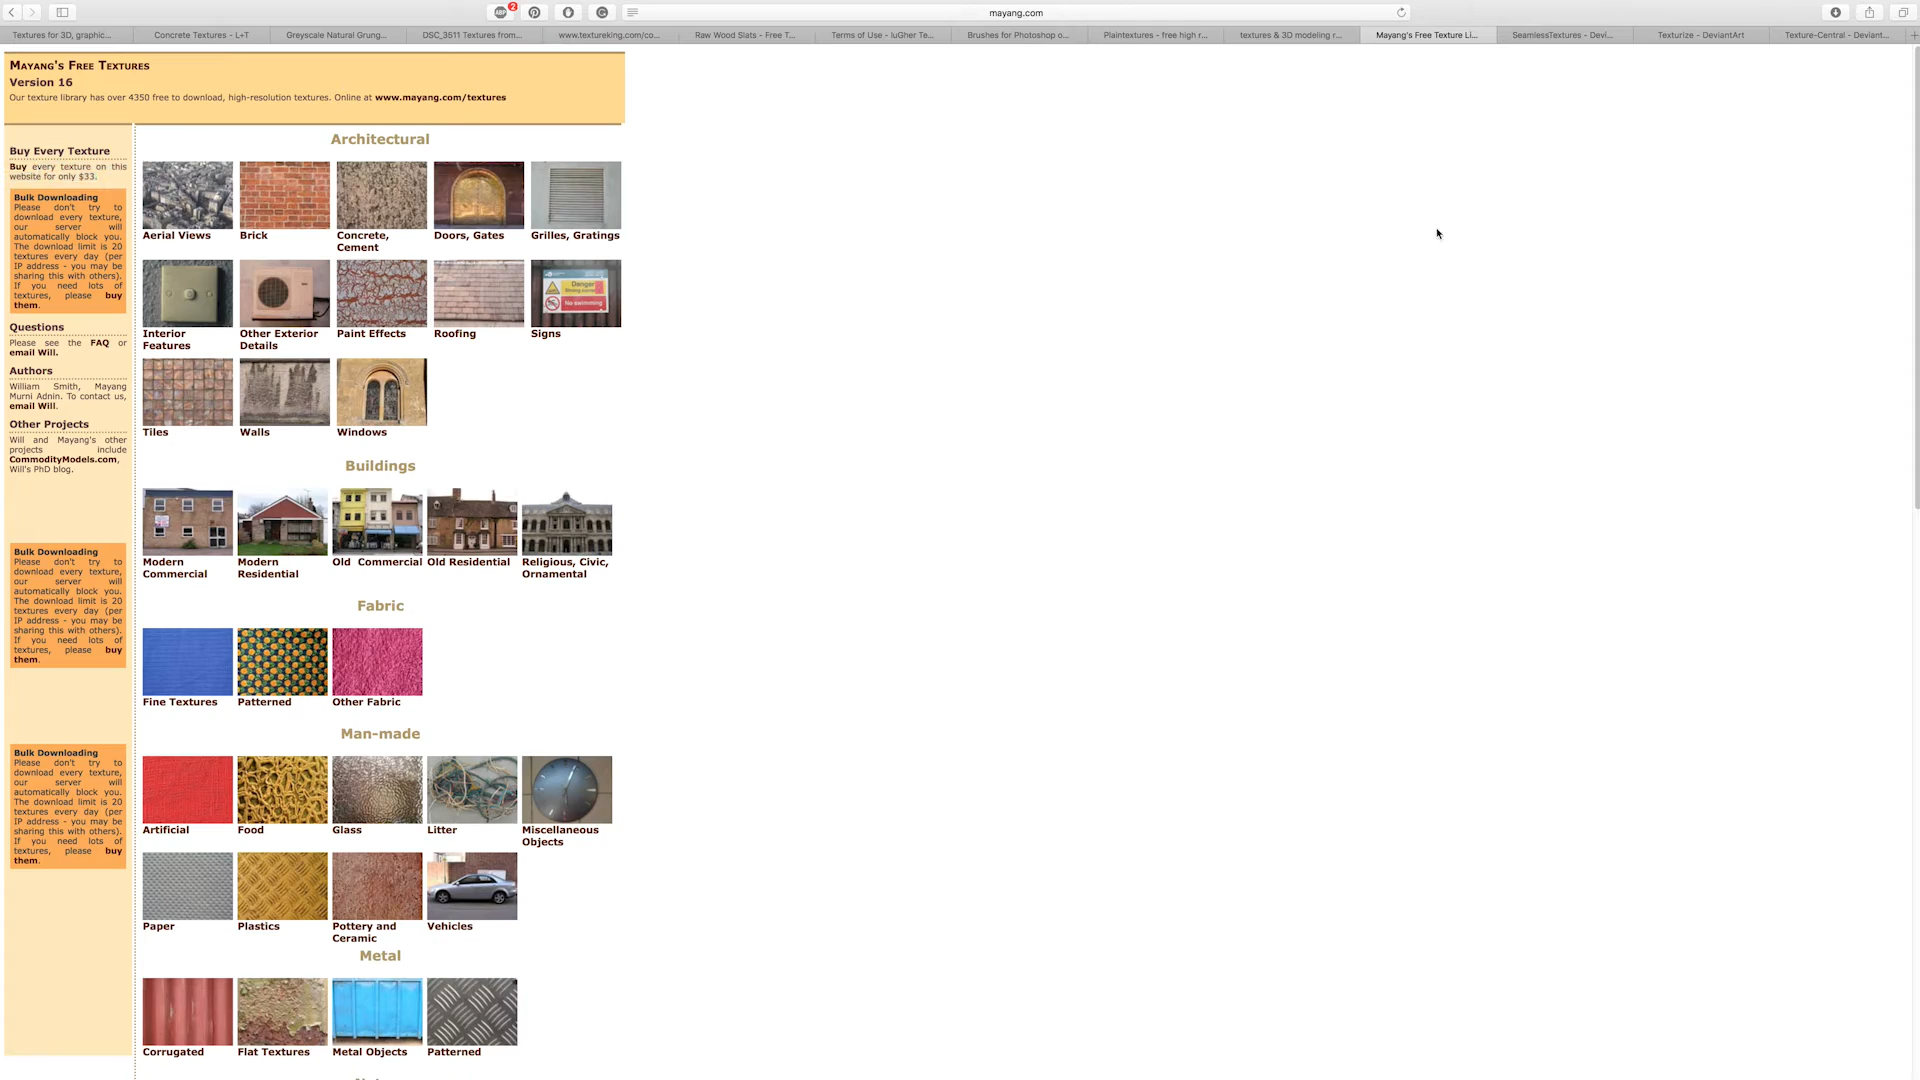 2
mayang.com
Textures for 3D, graphic...
Concrete Textures - L+T
Greyscale Natural Grung...
DSC_3511 Textures from...
www.textureking.com/co...
Raw Wood Slats - Free T...
Terms of Use - luGher Te...
Brushes for Photoshop o...
Plaintextures - free high r...
textures & 3D modeling r...
Mayang's Free Texture Li...
SeamlessTextures - Devi...
Texturize - DeviantArt
Texture-Central - Deviant...
Mayang's Free Textures
Version 16
Our texture library has over 4350 free to download, high-resolution textures. Online at www.mayang.com/textures
Buy Every Texture
Buy every texture on this
website for only $33.
Bulk Downloading
Please don't try to
download every texture,
our server will
automatically block you.
The download limit is 20
textures every day (per
IP address - you may be
sharing this with others).
If you need lots of
textures, please buy
them.
Questions
Please see the FAQ or
email Will.
Authors
William Smith, Mayang
Murni Adnin. To contact us,
email Will.
Other Projects
Will and Mayang's other
projects include
CommodityModels.com,
Will's PhD blog.
Bulk Downloading
Please don't try to
download every texture,
our server will
automatically block you.
The download limit is 20
textures every day (per
IP address - you may be
sharing this with others).
If you need lots of
textures, please buy
them.
Bulk Downloading
Please don't try to
download every texture,
our server will
automatically block you.
The download limit is 20
textures every day (per
IP address - you may be
sharing this with others).
If you need lots of
textures, please buy
them.
Architectural
Aerial Views
Brick
Concrete,
Cement
Doors, Gates
Grilles, Gratings
Danger
No swimming
Interior
Features
Other Exterior
Details
Paint Effects
Roofing
Signs
Tiles
Walls
Windows
Buildings
Modern
Commercial
Modern
Residential
Old Commercial
Old Residential
Religious, Civic,
Ornamental
Fabric
Fine Textures
Patterned
Other Fabric
Man-made
Artificial
Food
Glass
Litter
Miscellaneous
Objects
Paper
Plastics
Pottery and
Ceramic
Vehicles
Metal
Corrugated
Flat Textures
Metal Objects
Patterned